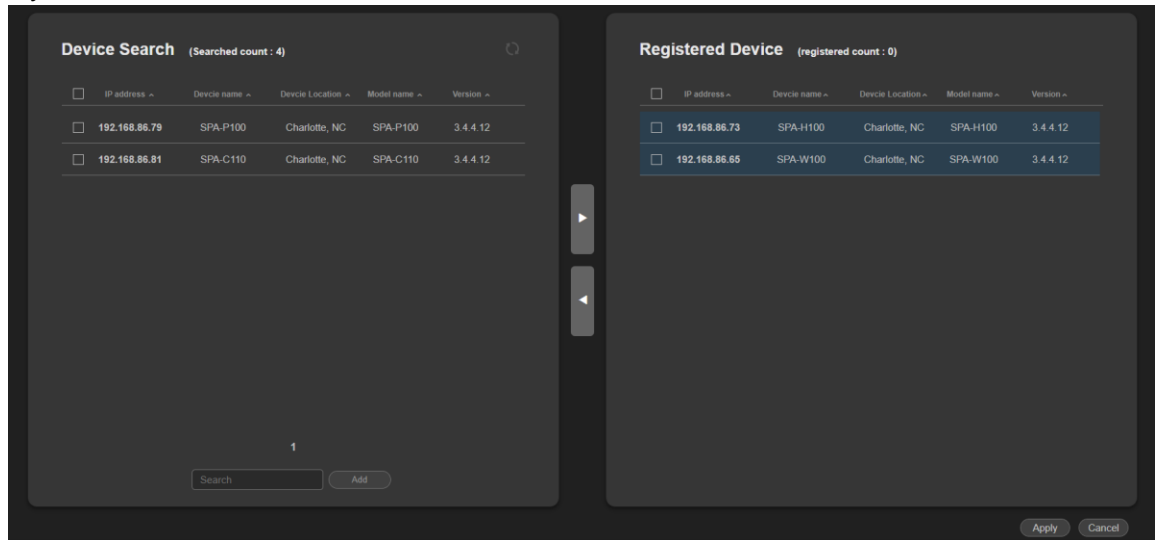 Device Search (Searched count : 4)
IP address Devcie name Devcie Location Model name Version
192.168.86.79 SPA-P100 Charlotte, NC SPA-P100 3.4.4.12
192.168.86.81 SPA-C110 Charlotte, NC SPA-C110 3.4.4.12
1
Search Add
Registered Device (registered count : 0)
IP address Devcie name Devcie Location Model name Version
192.168.86.73 SPA-H100 Charlotte, NC SPA-H100 3.4.4.12
192.168.86.65 SPA-W100 Charlotte, NC SPA-W100 3.4.4.12
Apply Cancel